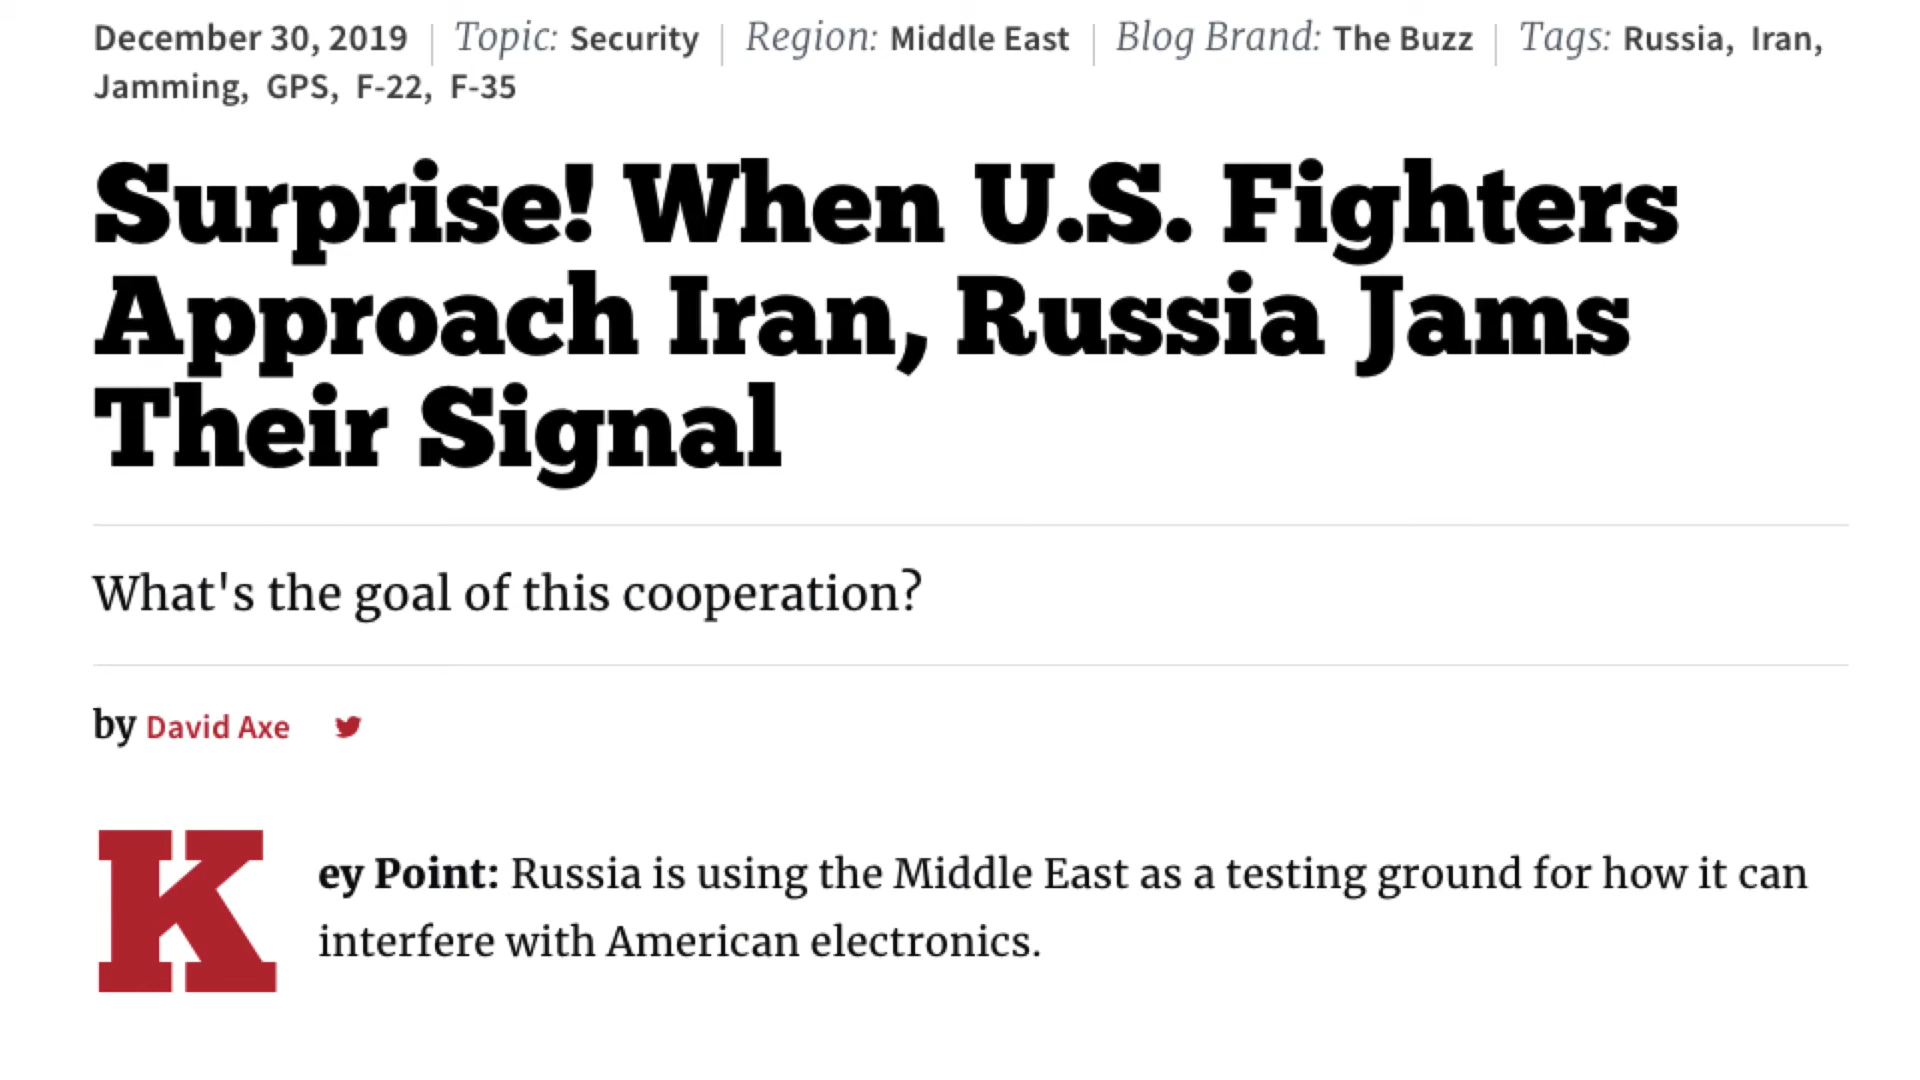 December 30, 2019 | Topic: Security | Region: Middle East | Blog Brand: The Buzz | Tags: Russia, Iran,
Jamming, GPS, F-22, F-35
Surprise! When U.S. Fighters
Approach Iran, Russia Jams
Their Signal
What's the goal of this cooperation?
by David Axe
Key Point: Russia is using the Middle East as a testing ground for how it can
interfere with American electronics.